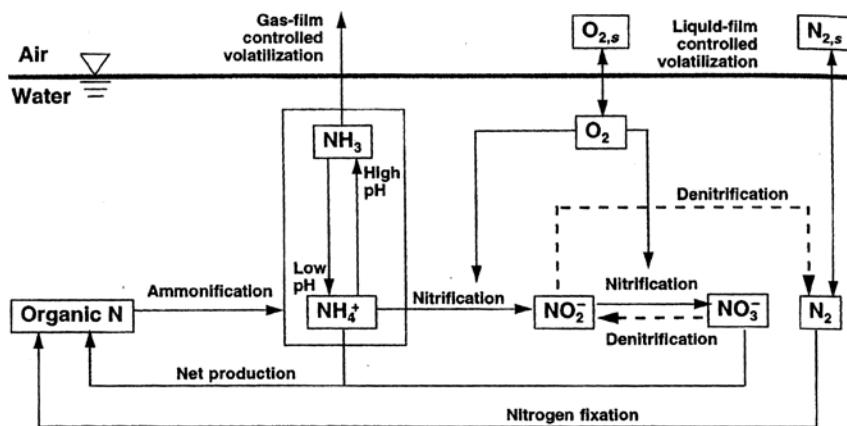 Gas-film
controlled
volatilization
O2,s
Liquid-film
controlled
volatilization
N2,s
Air
Water
NH3
O2
High
pH
Denitrification
Low
pH
Ammonification
Nitrification
Nitrification
Organic N
NH4+
NO2−
NO3−
N2
Denitrification
Net production
Nitrogen fixation